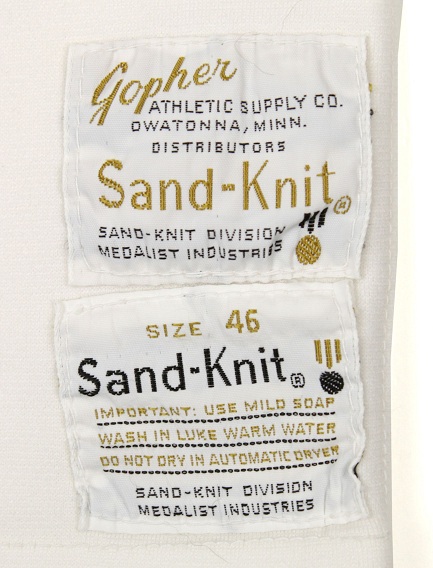 Gopher
ATHLETIC SUPPLY CO.
OWATONNA, MINN.
DISTRIBUTORS
Sand-Knit®
SAND-KNIT DIVISION
MEDALIST INDUSTRIES
SIZE 46
Sand-Knit®
IMPORTANT: USE MILD SOAP
WASH IN LUKE WARM WATER
DO NOT DRY IN AUTOMATIC DRYER
SAND-KNIT DIVISION
MEDALIST INDUSTRIES